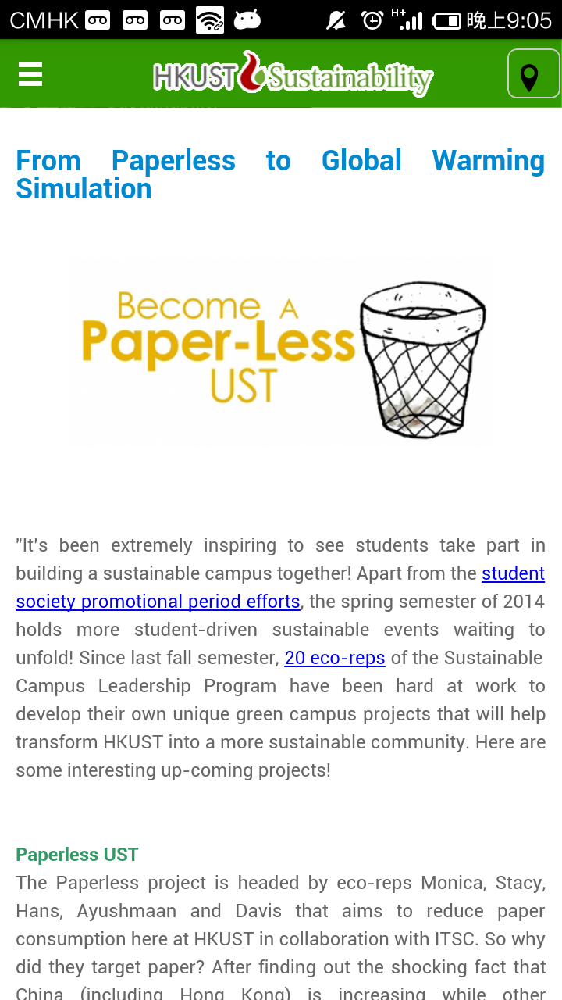 CMHK H+ 晚上9:05
HKUST Sustainability
From Paperless to Global Warming
Simulation
Become A
Paper-Less
UST
"It's been extremely inspiring to see students take part in
building a sustainable campus together! Apart from the student
society promotional period efforts, the spring semester of 2014
holds more student-driven sustainable events waiting to
unfold! Since last fall semester, 20 eco-reps of the Sustainable
Campus Leadership Program have been hard at work to
develop their own unique green campus projects that will help
transform HKUST into a more sustainable community. Here are
some interesting up-coming projects!
Paperless UST
The Paperless project is headed by eco-reps Monica, Stacy,
Hans, Ayushmaan and Davis that aims to reduce paper
consumption here at HKUST in collaboration with ITSC. So why
did they target paper? After finding out the shocking fact that
China (including Hong Kong) is increasing while other